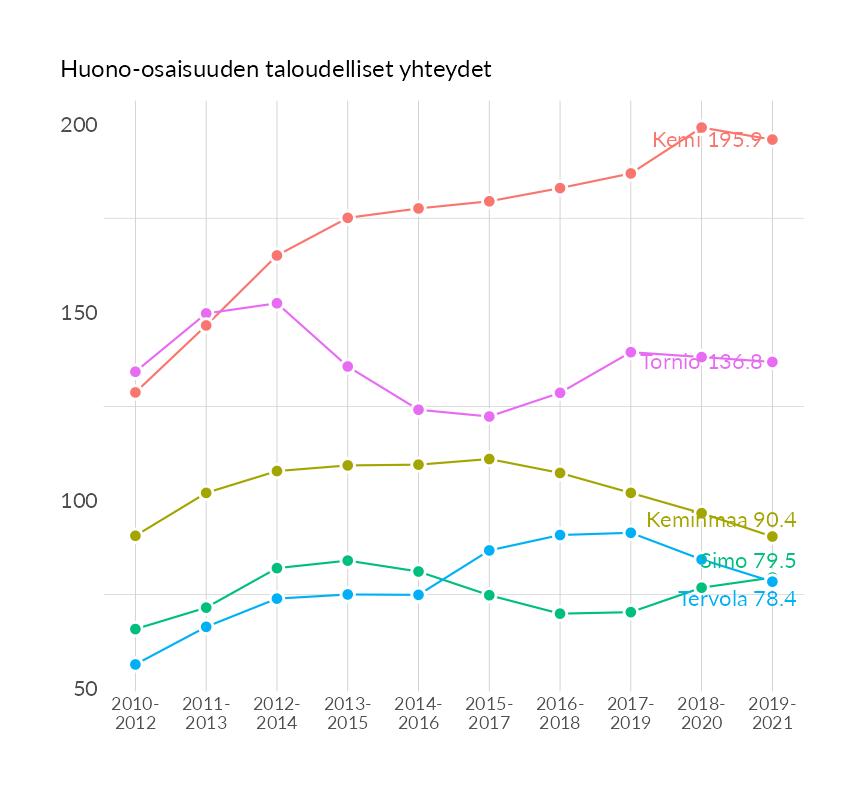 Huono-osaisuuden taloudelliset yhteydet
200
Kemi 195.9
150
Tornio 136.8
100
Keminmaa 90.4
Simo 79.5
Tervola 78.4
50
2010- 2011- 2012- 2013- 2014- 2015- 2016- 2017- 2018- 2019-
2012 2013 2014 2015 2016 2017 2018 2019 2020 2021